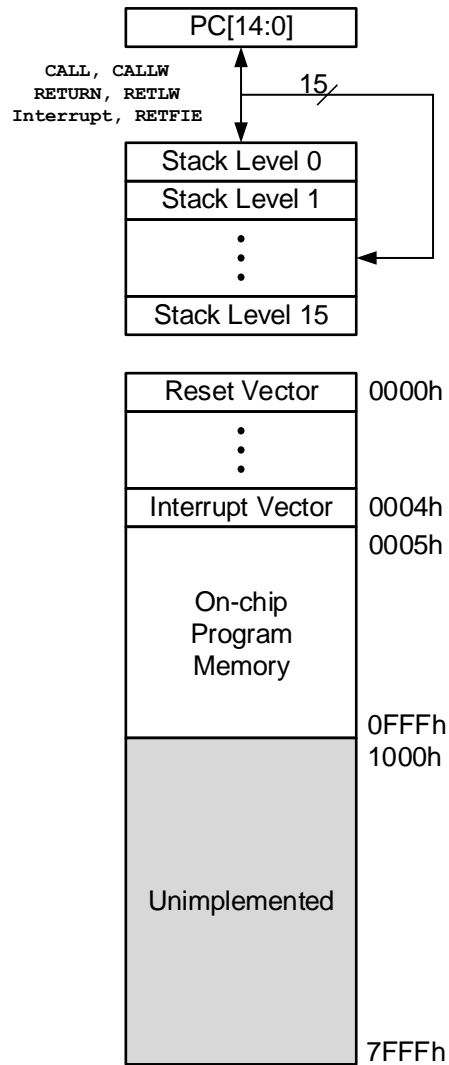 PC[14:0]
CALL, CALLW
RETURN, RETLW
Interrupt, RETFIE
15
Stack Level 0
Stack Level 1
Stack Level 15
Reset Vector
0000h
Interrupt Vector
0004h
0005h
On-chip
Program
Memory
0FFFh
1000h
Unimplemented
7FFFh